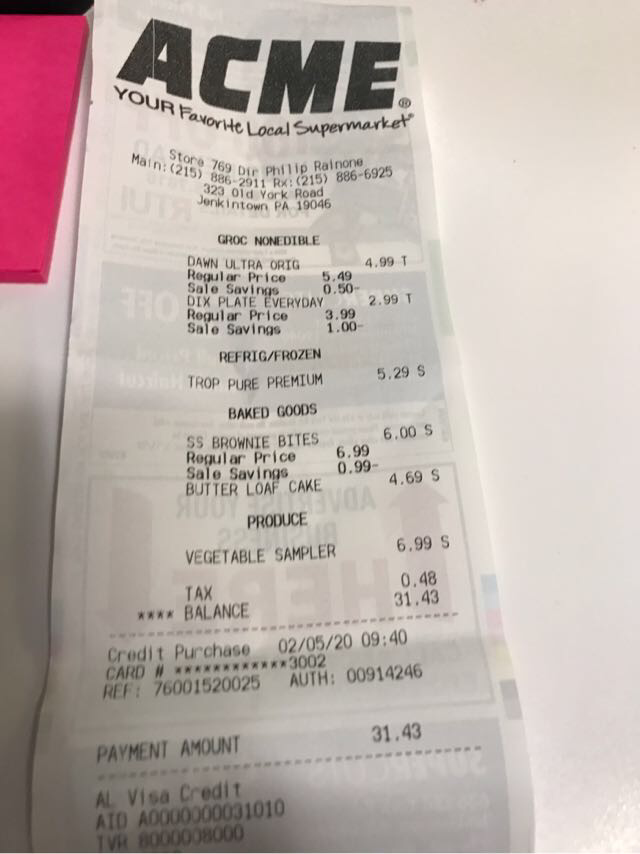 ACME®
YOUR Favorite Local Supermarket®
Store 769 Dir Philip Rainone
Main:(215) 886-2911 Rx:(215) 886-6925
323 Old York Road
Jenkintown PA 19046
GROC NONEDIBLE
DAWN ULTRA ORIG 4.99 T
Regular Price 5.49
Sale Savings 0.50-
DIX PLATE EVERYDAY 2.99 T
Regular Price 3.99
Sale Savings 1.00-
REFRIG/FROZEN
TROP PURE PREMIUM 5.29 S
BAKED GOODS
SS BROWNIE BITES 6.00 S
Regular Price 6.99
Sale Savings 0.99-
BUTTER LOAF CAKE 4.69 S
PRODUCE
VEGETABLE SAMPLER 6.99 S
TAX 0.48
**** BALANCE 31.43
Credit Purchase 02/05/20 09:40
CARD # ************3002
REF: 76001520025 AUTH: 00914246
PAYMENT AMOUNT 31.43
AL Visa Credit
AID A0000000031010
TVR 8000008000